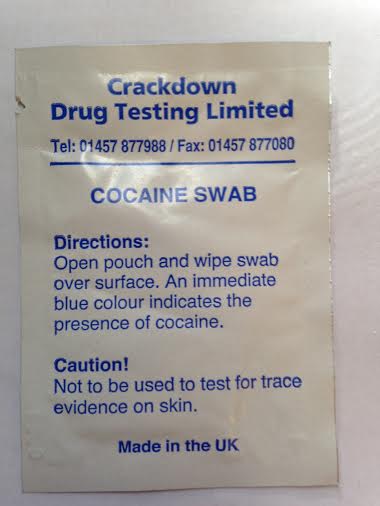 Crackdown
Drug Testing Limited
Tel: 01457 877988 / Fax: 01457 877080
COCAINE SWAB
Directions:
Open pouch and wipe swab
over surface. An immediate
blue colour indicates the
presence of cocaine.
Caution!
Not to be used to test for trace
evidence on skin.
Made in the UK